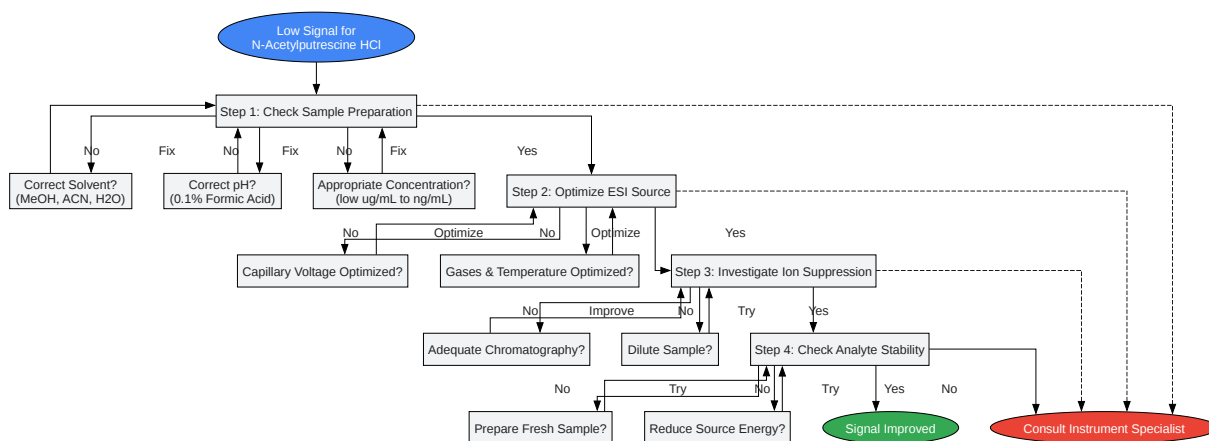 Low Signal for
N-Acetylputrescine HCl
Step 1: Check Sample Preparation
No
Fix
No
Fix
No
Fix
Yes
Correct Solvent?
(MeOH, ACN, H2O)
Correct pH?
(0.1% Formic Acid)
Appropriate Concentration?
(low ug/mL to ng/mL)
Step 2: Optimize ESI Source
No
Optimize
No
Optimize
Yes
Capillary Voltage Optimized?
Gases & Temperature Optimized?
Step 3: Investigate Ion Suppression
No
Improve
No
Try
Yes
Adequate Chromatography?
Dilute Sample?
Step 4: Check Analyte Stability
No
Try
No
Try
Yes
No
Prepare Fresh Sample?
Reduce Source Energy?
Signal Improved
Consult Instrument Specialist